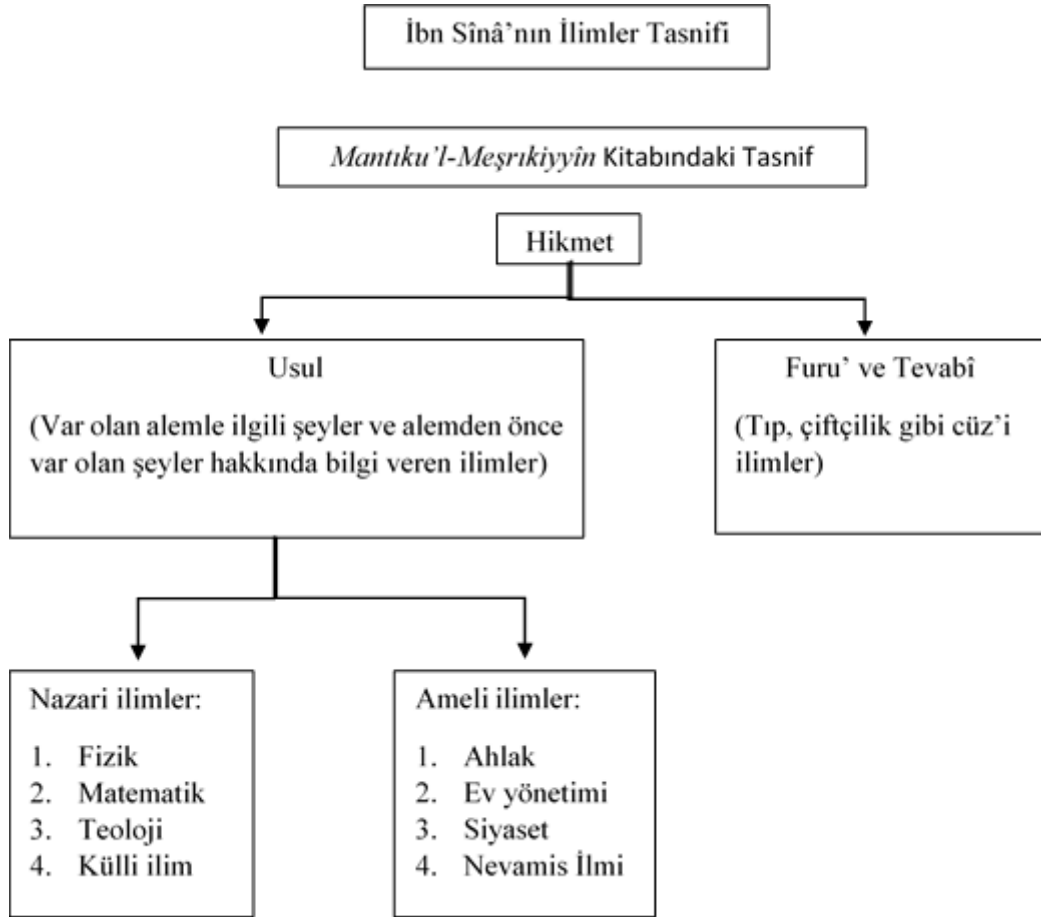 İbn Sînâ’nın İlimler Tasnifi
Mantıku’l-Meşrıkiyyîn Kitabındaki Tasnif
Hikmet
Usul
(Var olan alemle ilgili şeyler ve alemden önce
var olan şeyler hakkında bilgi veren ilimler)
Furu’ ve Tevabî
(Tıp, çiftçilik gibi cüz’i
ilimler)
Nazari ilimler:
1. Fizik
2. Matematik
3. Teoloji
4. Külli ilim
Ameli ilimler:
1. Ahlak
2. Ev yönetimi
3. Siyaset
4. Nevamis İlmi